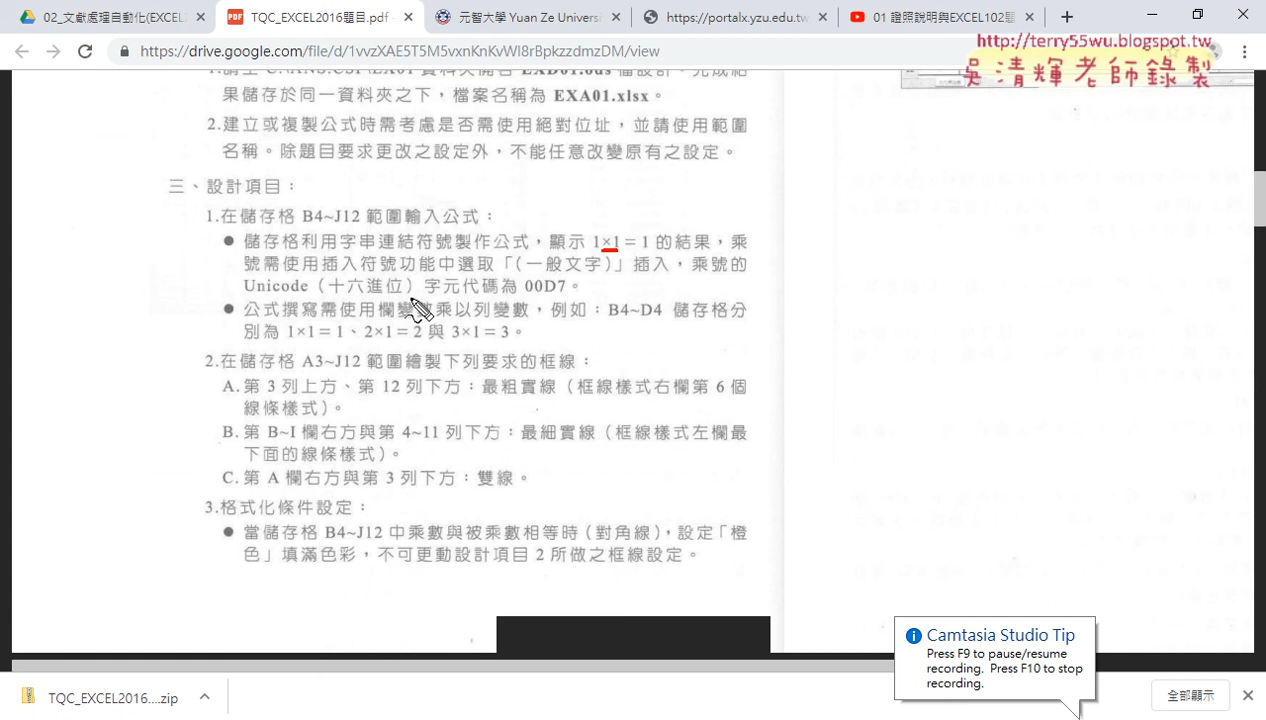 02_文獻處理自動化(EXCEL
TQC_EXCEL2016題目.pdf
元智大學 Yuan Ze Univers
https://portalx.yzu.edu.tw
01 證照說明與EXCEL102題
https://drive.google.com/file/d/1vvzXAE5T5M5vxnKnKvWI8rBpkzzdmzDM/view
http://terry55wu.blogspot.tw
吳清輝老師錄製
果儲存於同一資料夾之下，檔案名稱為 EXA01.xlsx。
2.建立或複製公式時需考慮是否需使用絕對位址，並請使用範圍
名稱。除題目要求更改之設定外，不能任意改變原有之設定。
三、設計項目：
1.在儲存格 B4~J12 範圍輸入公式：
● 儲存格利用字串連結符號製作公式，顯示 1×1 = 1 的結果，乘
號需使用插入符號功能中選取「(一般文字)」插入，乘號的
Unicode（十六進位）字元代碼為 00D7。
● 公式撰寫需使用欄變數乘以列變數，例如：B4~D4 儲存格分
別為 1×1 = 1、2×1 = 2 與 3×1 = 3。
2.在儲存格 A3~J12 範圍繪製下列要求的框線：
A. 第 3 列上方、第 12 列下方：最粗實線（框線樣式右欄第 6 個
線條樣式）。
B. 第 B~I 欄右方與第 4~11 列下方：最細實線（框線樣式左欄最
下面的線條樣式）。
C. 第 A 欄右方與第 3 列下方：雙線。
3.格式化條件設定：
● 當儲存格 B4~J12 中乘數與被乘數相等時（對角線），設定「橙
色」填滿色彩，不可更動設計項目 2 所做之框線設定。
Camtasia Studio Tip
Press F9 to pause/resume
recording. Press F10 to stop
recording.
TQC_EXCEL2016....zip
全部顯示